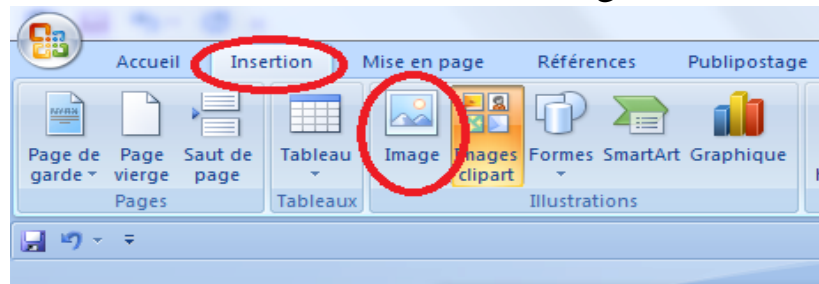 Accueil Insertion Mise en page Références Publipostage
Page de garde Page vierge Saut de page Tableau Image Images clipart Formes SmartArt Graphique
Pages Tableaux Illustrations